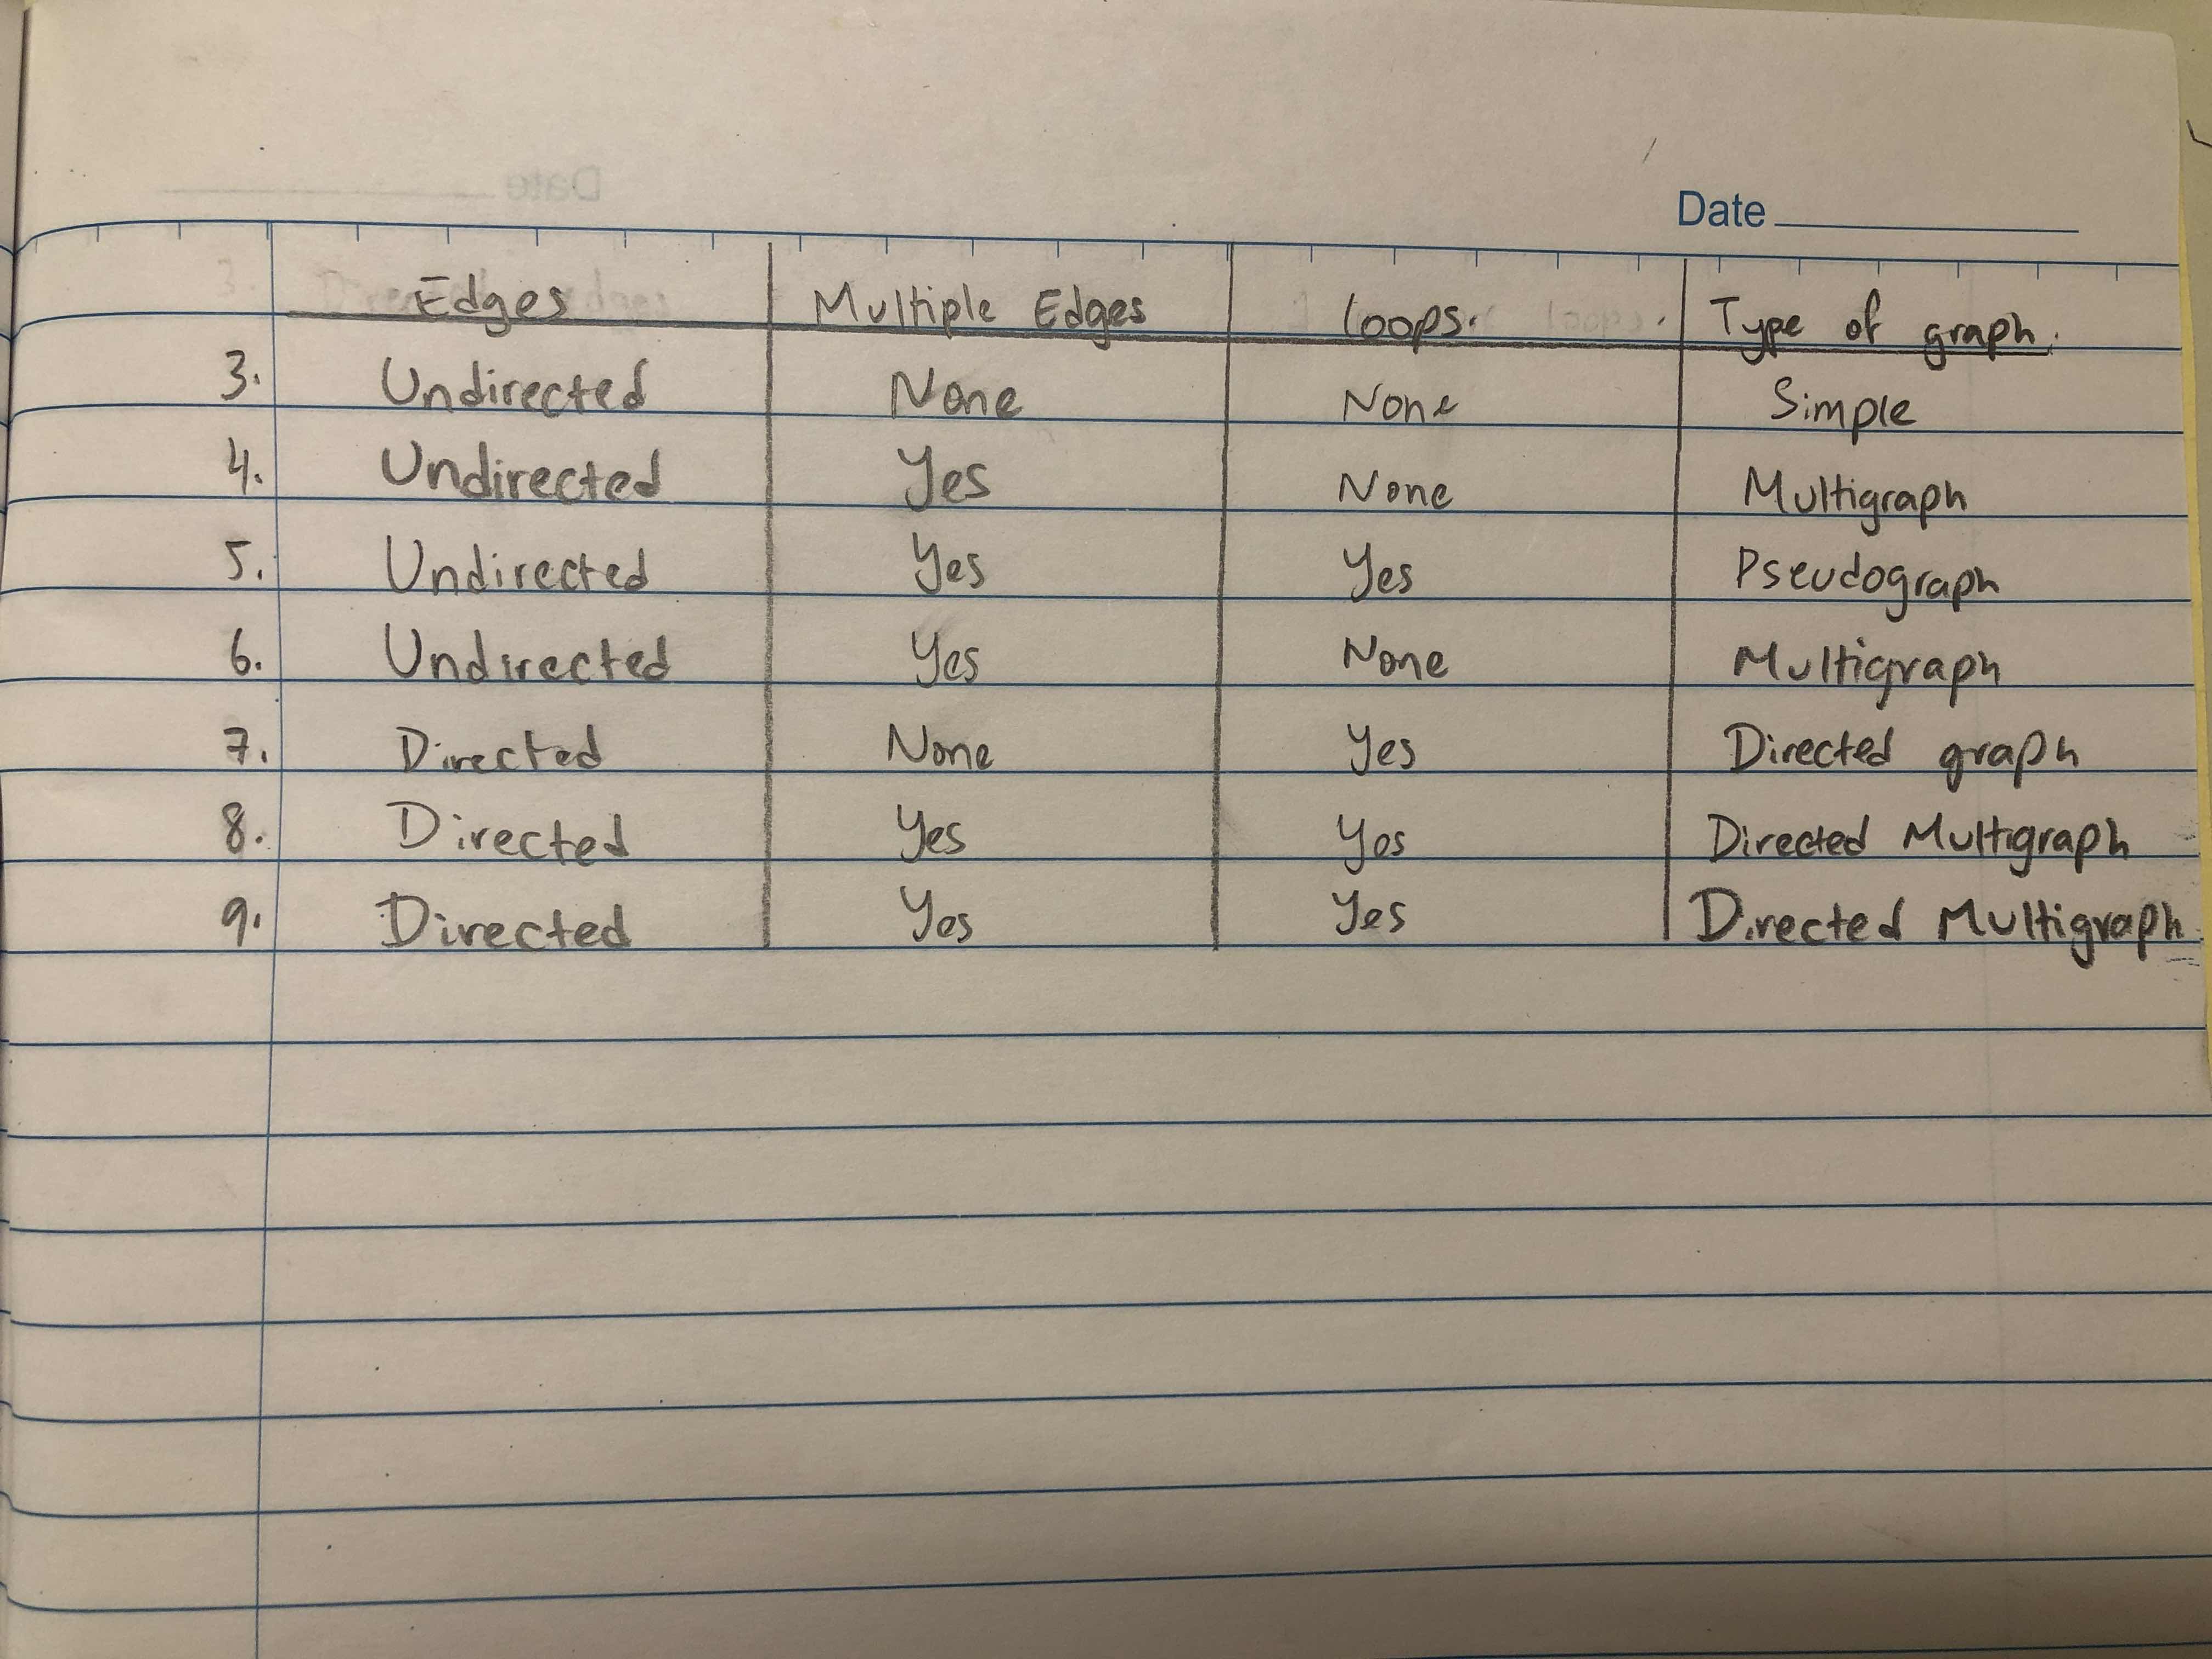 Date
Edges Multiple Edges loops. Type of graph.
3. Undirected None None Simple
4. Undirected Yes None Multigraph
5. Undirected Yes Yes Pseudograph
6. Undirected Yes None Multigraph
7. Directed None Yes Directed graph
8. Directed Yes Yes Directed Multigraph
9. Directed Yes Yes Directed Multigraph